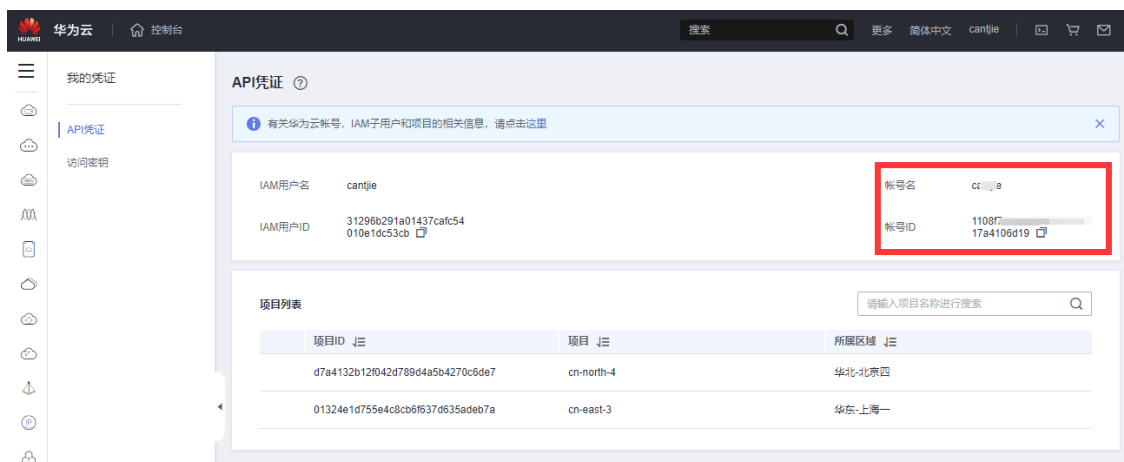 HUAWEI 华为云 控制台 搜索 更多 简体中文 cantjie
我的凭证
API凭证
访问密钥
API凭证
有关华为云帐号，IAM子用户和项目的相关信息，请点击这里
IAM用户名 cantjie 帐号名
IAM用户ID 31296b291a01437cafc54
010e1dc53cb
帐号ID
17a4106d19
项目列表 请输入项目名称进行搜索
项目ID 项目 所属区域
d7a4132b12f042d789d4a5b4270c6de7 cn-north-4 华北-北京四
01324e1d755e4c8cb6f637d635adeb7a cn-east-3 华东-上海一